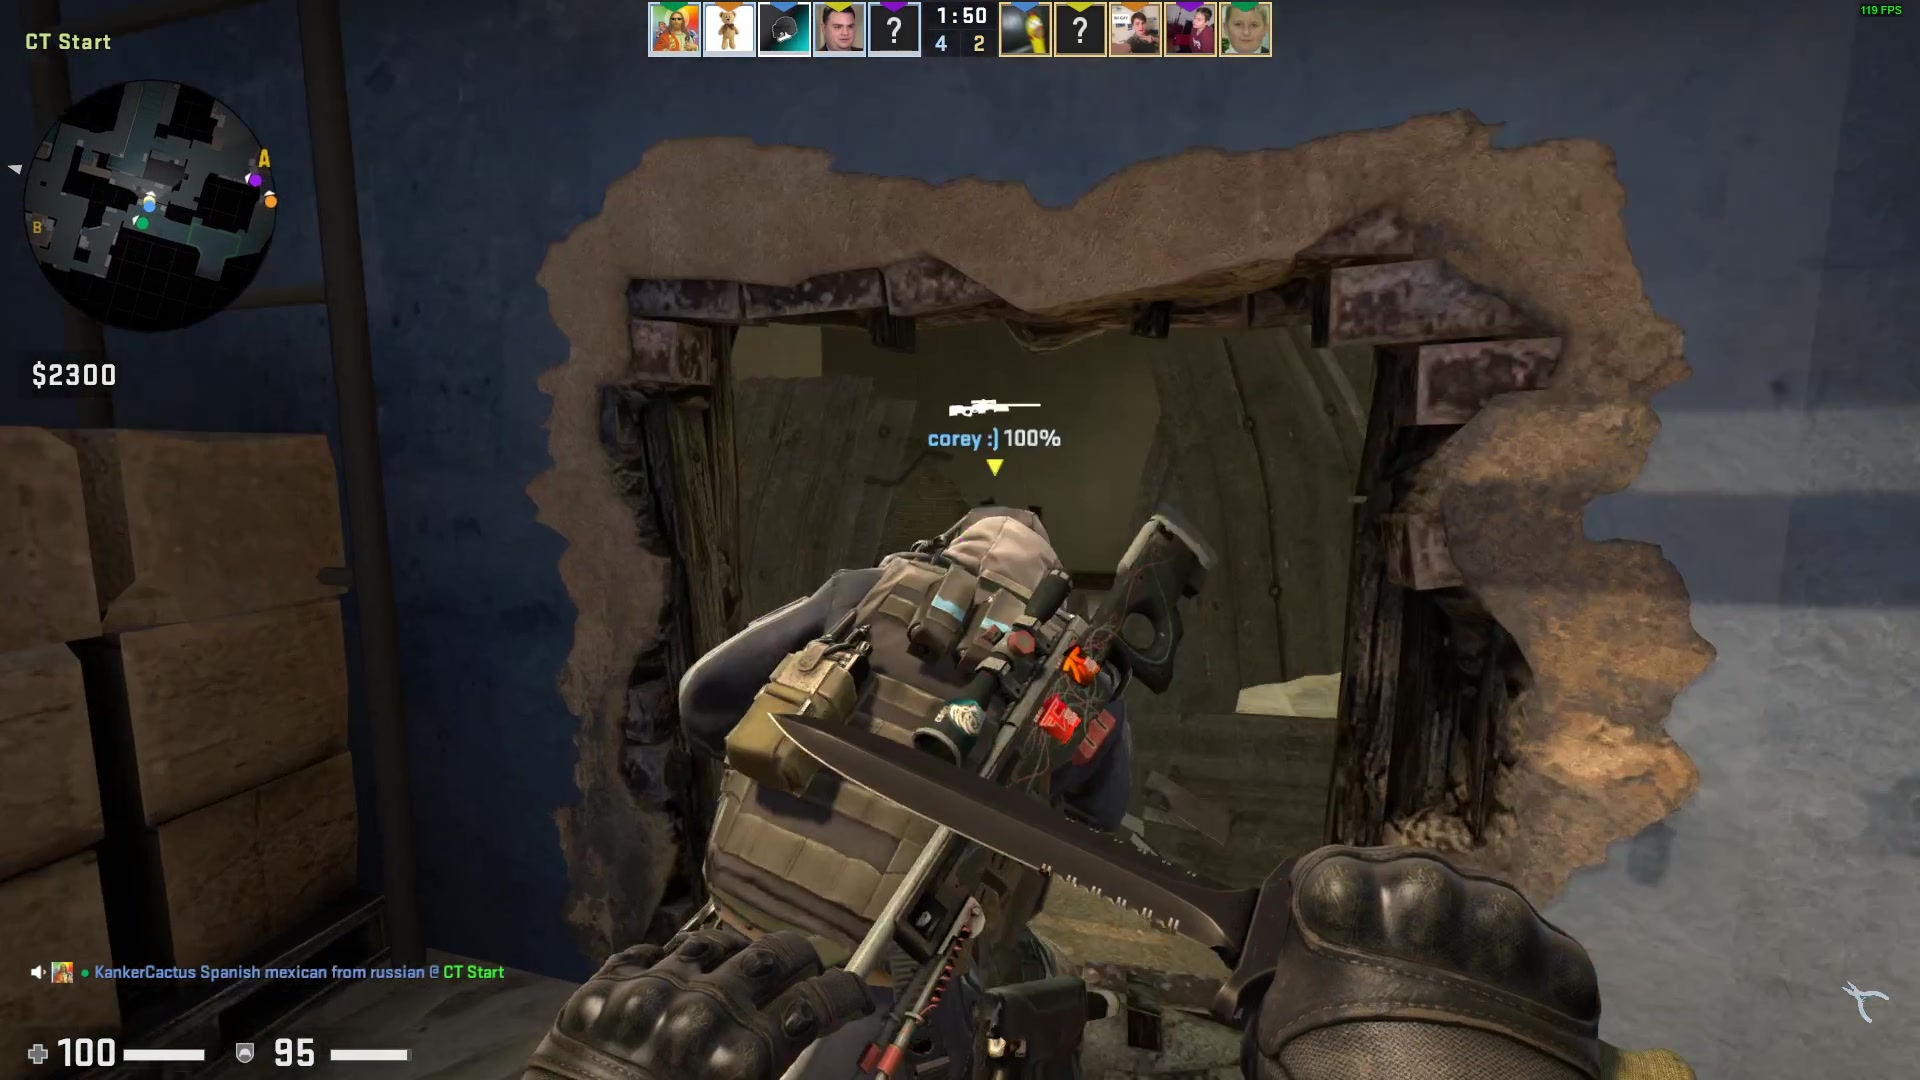 119 FPS
CT Start
?
1:50
4 2
?
A
B
$2300
corey :) 100%
KankerCactus Spanish mexican from russian @ CT Start
100
95